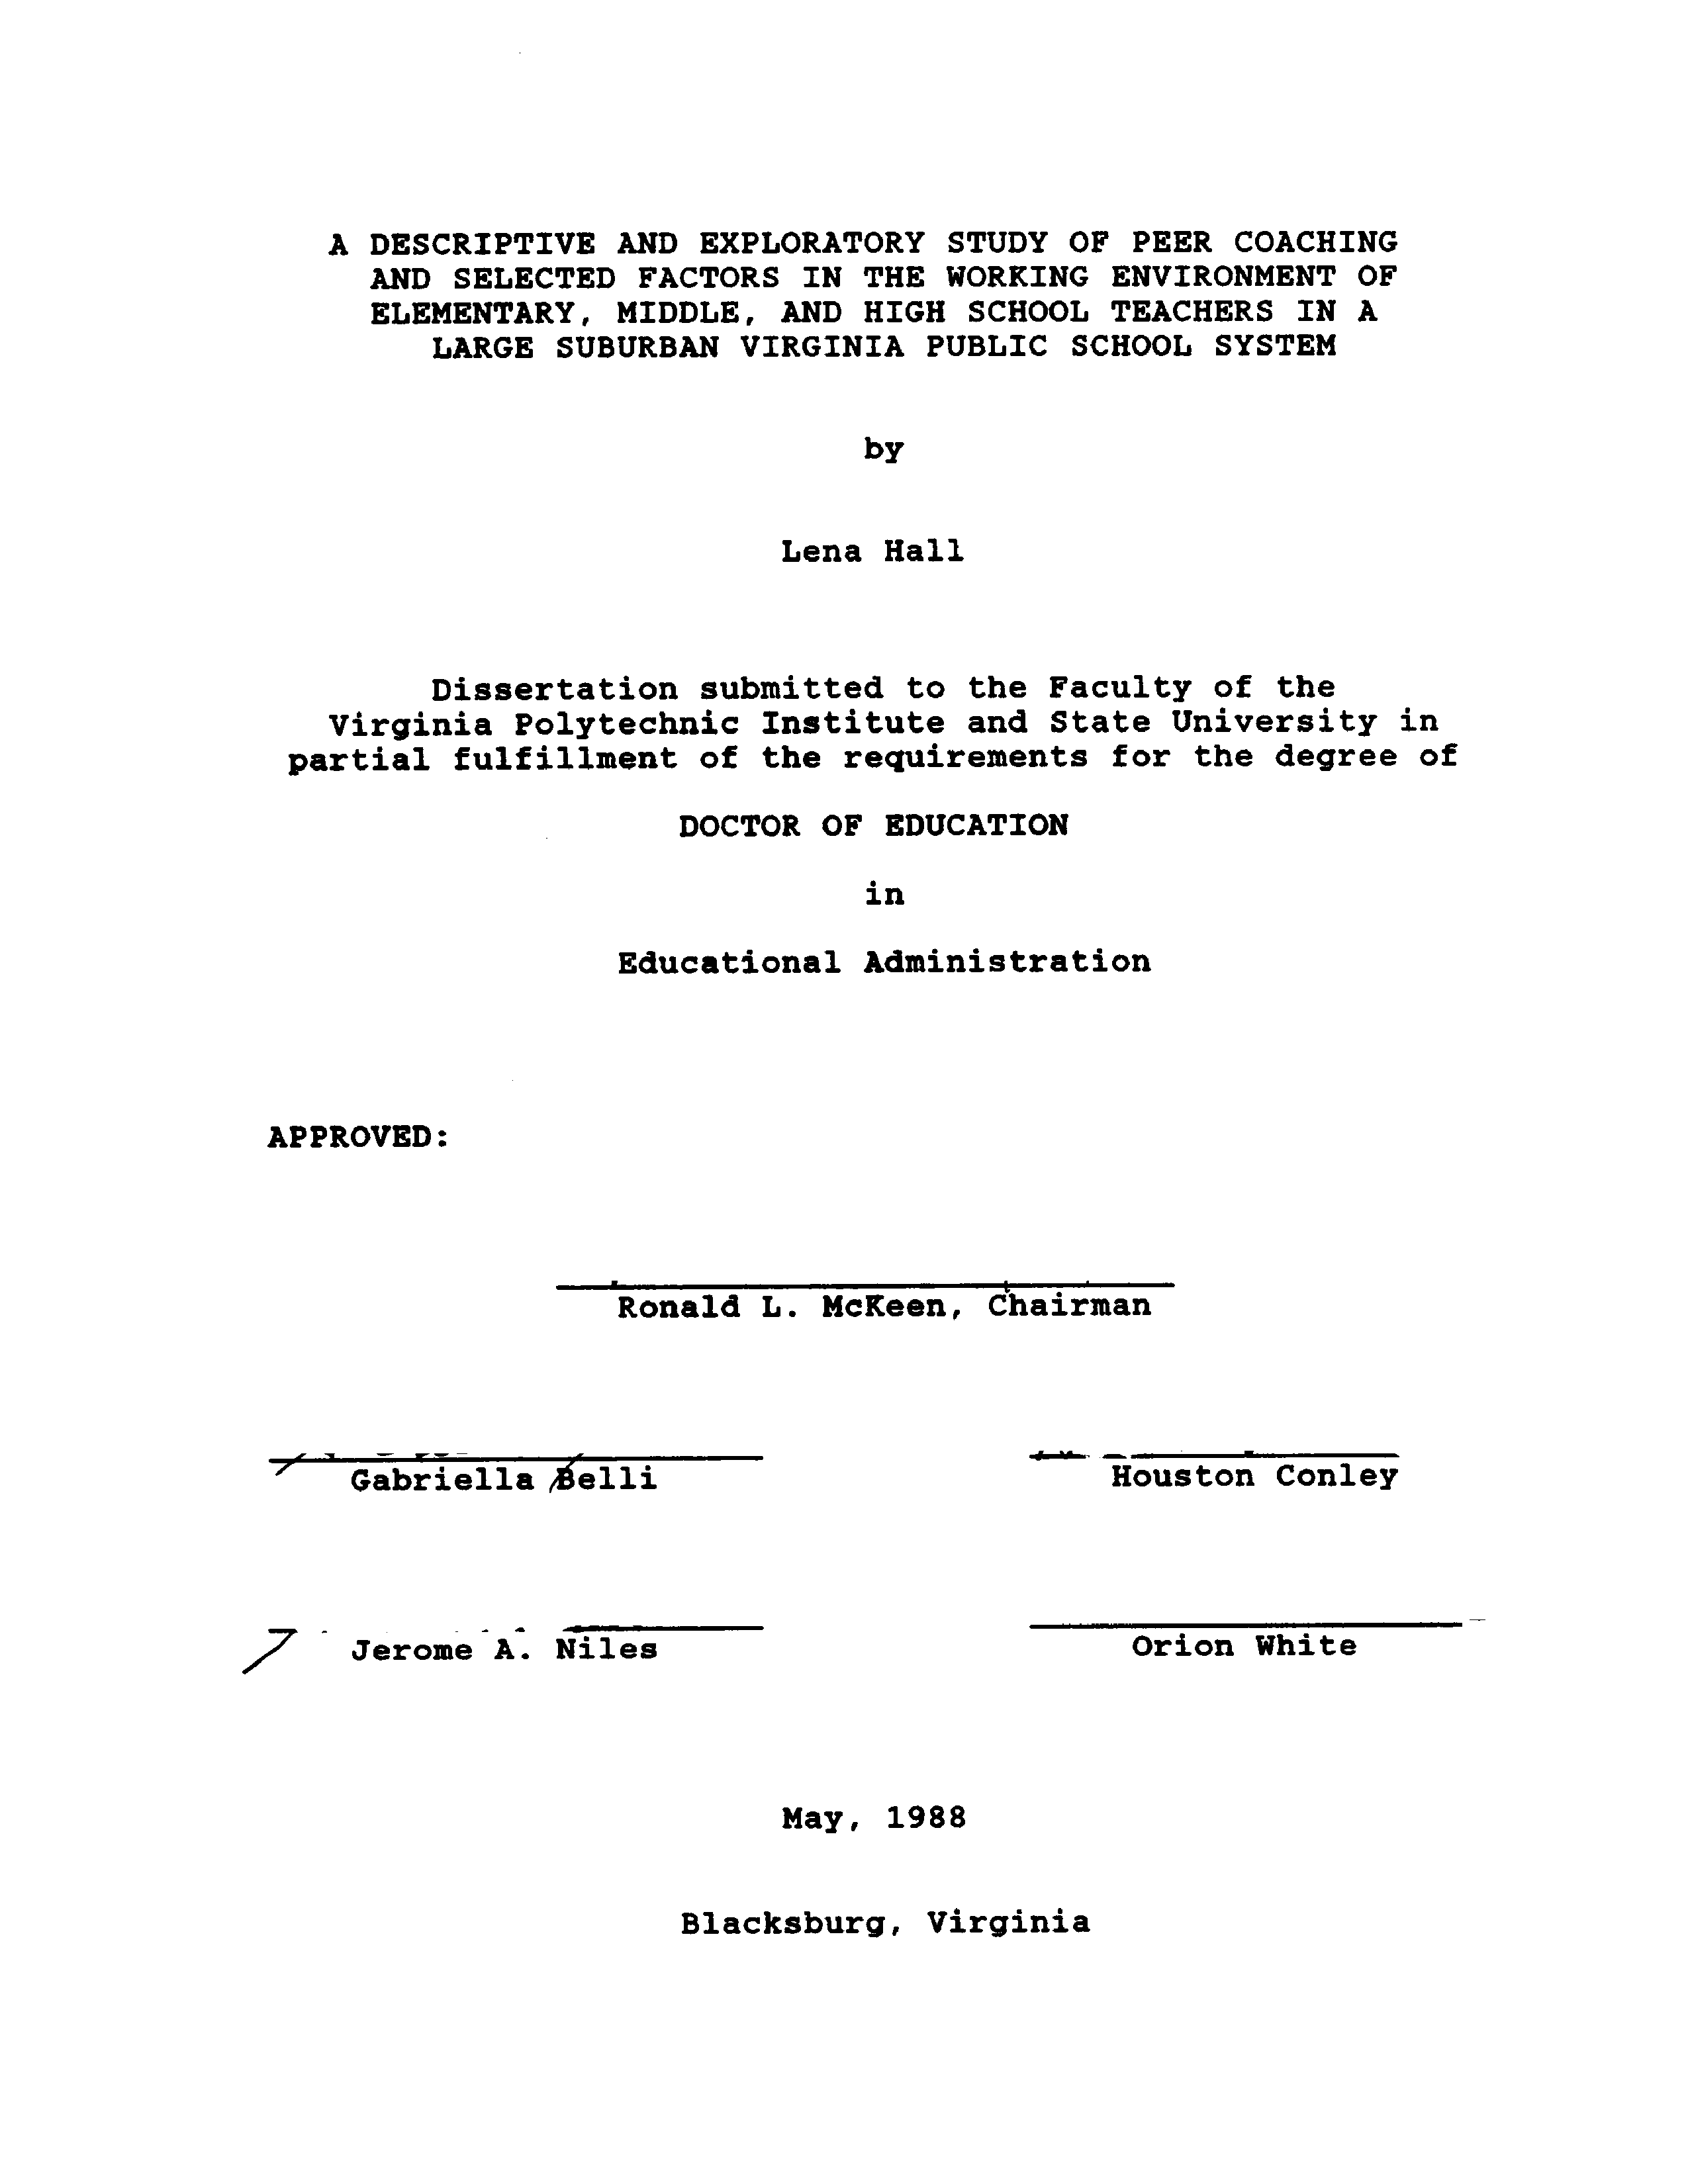 A DESCRIPTIVE AND EXPLORATORY STUDY OF PEER COACHING
AND SELECTED FACTORS IN THE WORKING ENVIRONMENT OF
ELEMENTARY, MIDDLE, AND HIGH SCHOOL TEACHERS IN A
LARGE SUBURBAN VIRGINIA PUBLIC SCHOOL SYSTEM
by
Lena Hall
Dissertation submitted to the Faculty of the
Virginia Polytechnic Institute and State University in
partial fulfillment of the requirements for the degree of
DOCTOR OF EDUCATION
in
Educational Administration
APPROVED:
Ronald L. McKeen, Chairman
Gabriella Belli Houston Conley
Jerome A. Niles Orion White
May, 1988
Blacksburg, Virginia